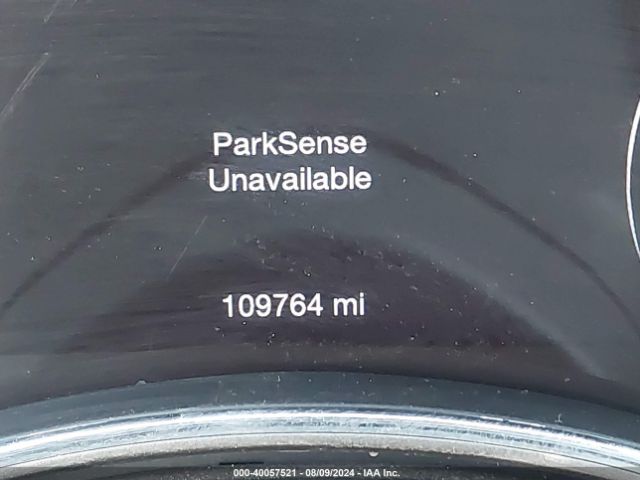 ParkSense
Unavailable
109764 mi
000-40057521 - 08/09/2024 - IAA Inc.